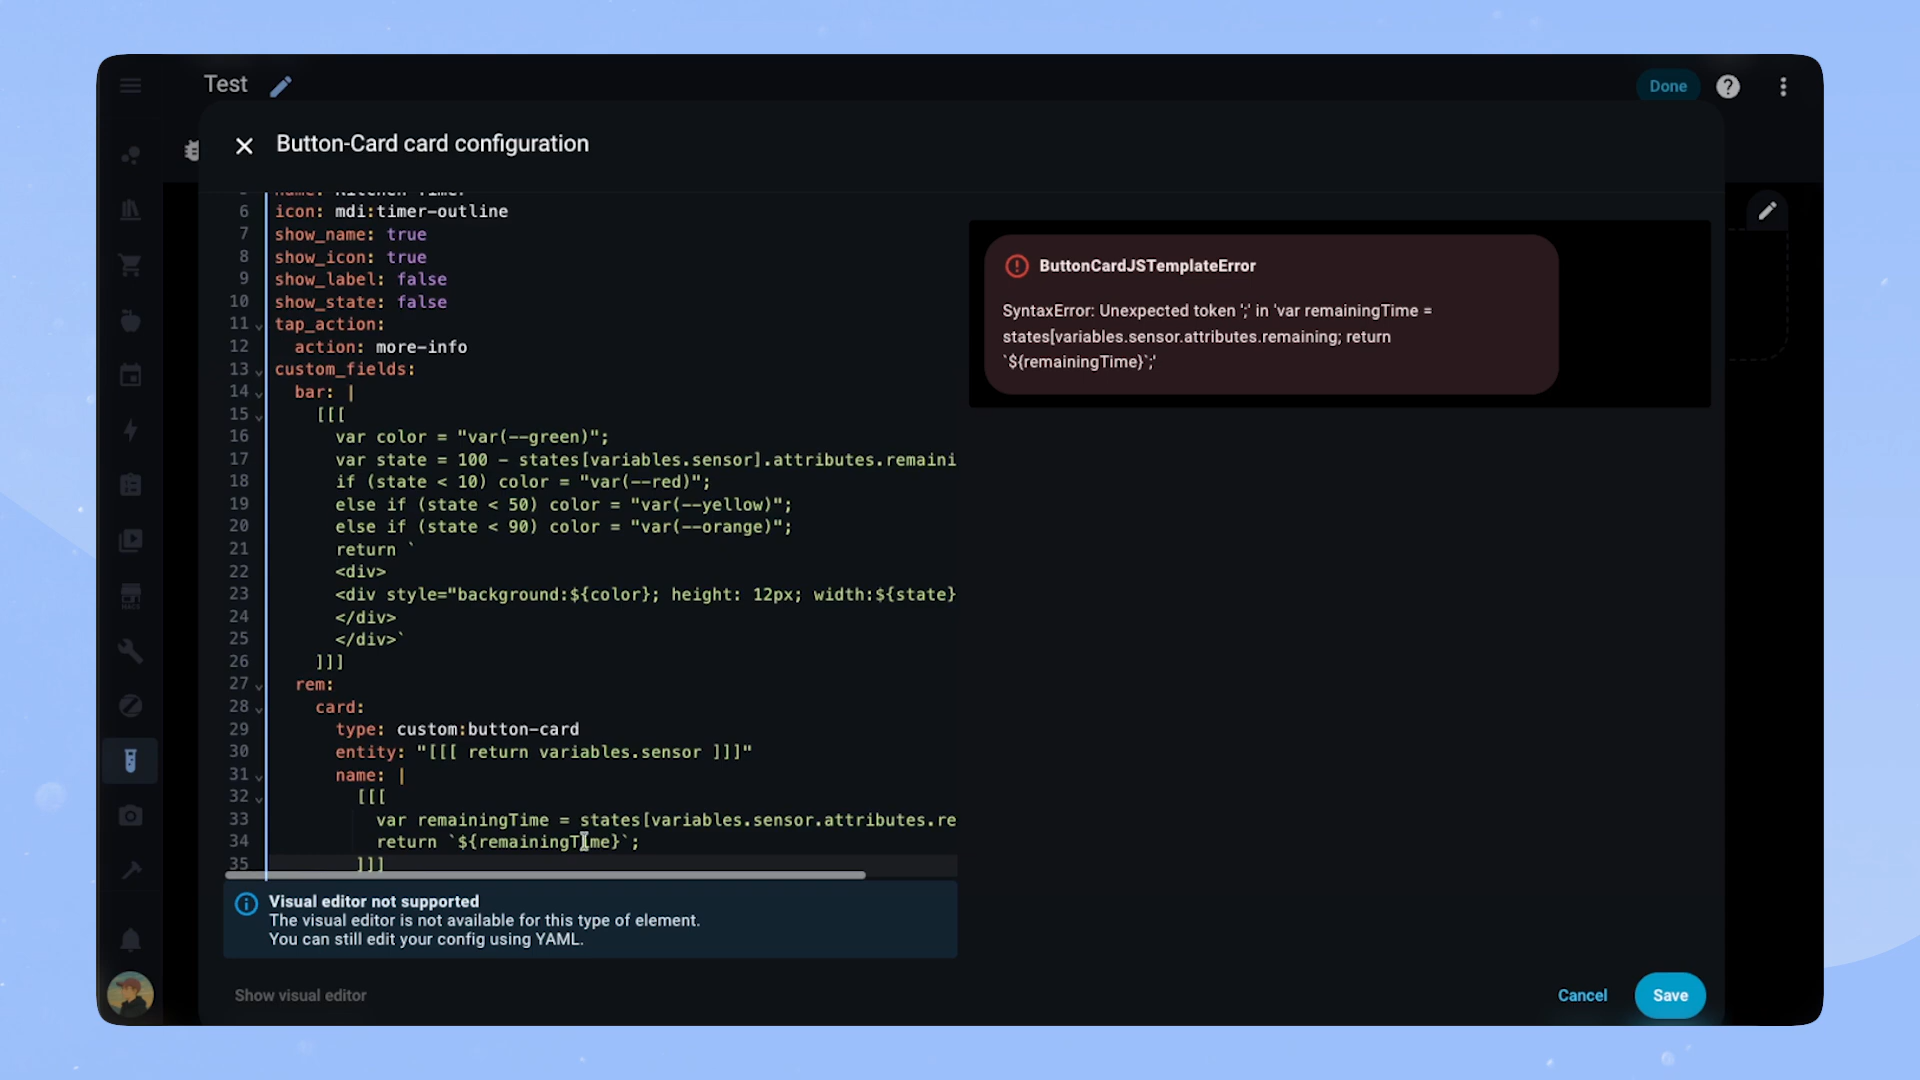 Test
Done
Button-Card card configuration
6 icon: mdi:timer-outline
7 show_name: true
8 show_icon: true
9 show_label: false
10 show_state: false
11 tap_action:
12 action: more-info
13 custom_fields:
14 bar: |
15 [[[
16 var color = "var(--green)";
17 var state = 100 - states[variables.sensor].attributes.remaini
18 if (state < 10) color = "var(--red)";
19 else if (state < 50) color = "var(--yellow)";
20 else if (state < 90) color = "var(--orange)";
21 return `
22 <div>
23 <div style="background:${color}; height: 12px; width:${state}
24 </div>
25 </div>`
26 ]]]
27 rem:
28 card:
29 type: custom:button-card
30 entity: "[[[ return variables.sensor ]]]"
31 name: |
32 [[[
33 var remainingTime = states[variables.sensor.attributes.re
34 return `${remainingTime}`;
35 ]]]
ButtonCardJSTemplateError
SyntaxError: Unexpected token ';' in 'var remainingTime =
states[variables.sensor.attributes.remaining; return
`${remainingTime}`;'
Visual editor not supported
The visual editor is not available for this type of element.
You can still edit your config using YAML.
Show visual editor
Cancel
Save